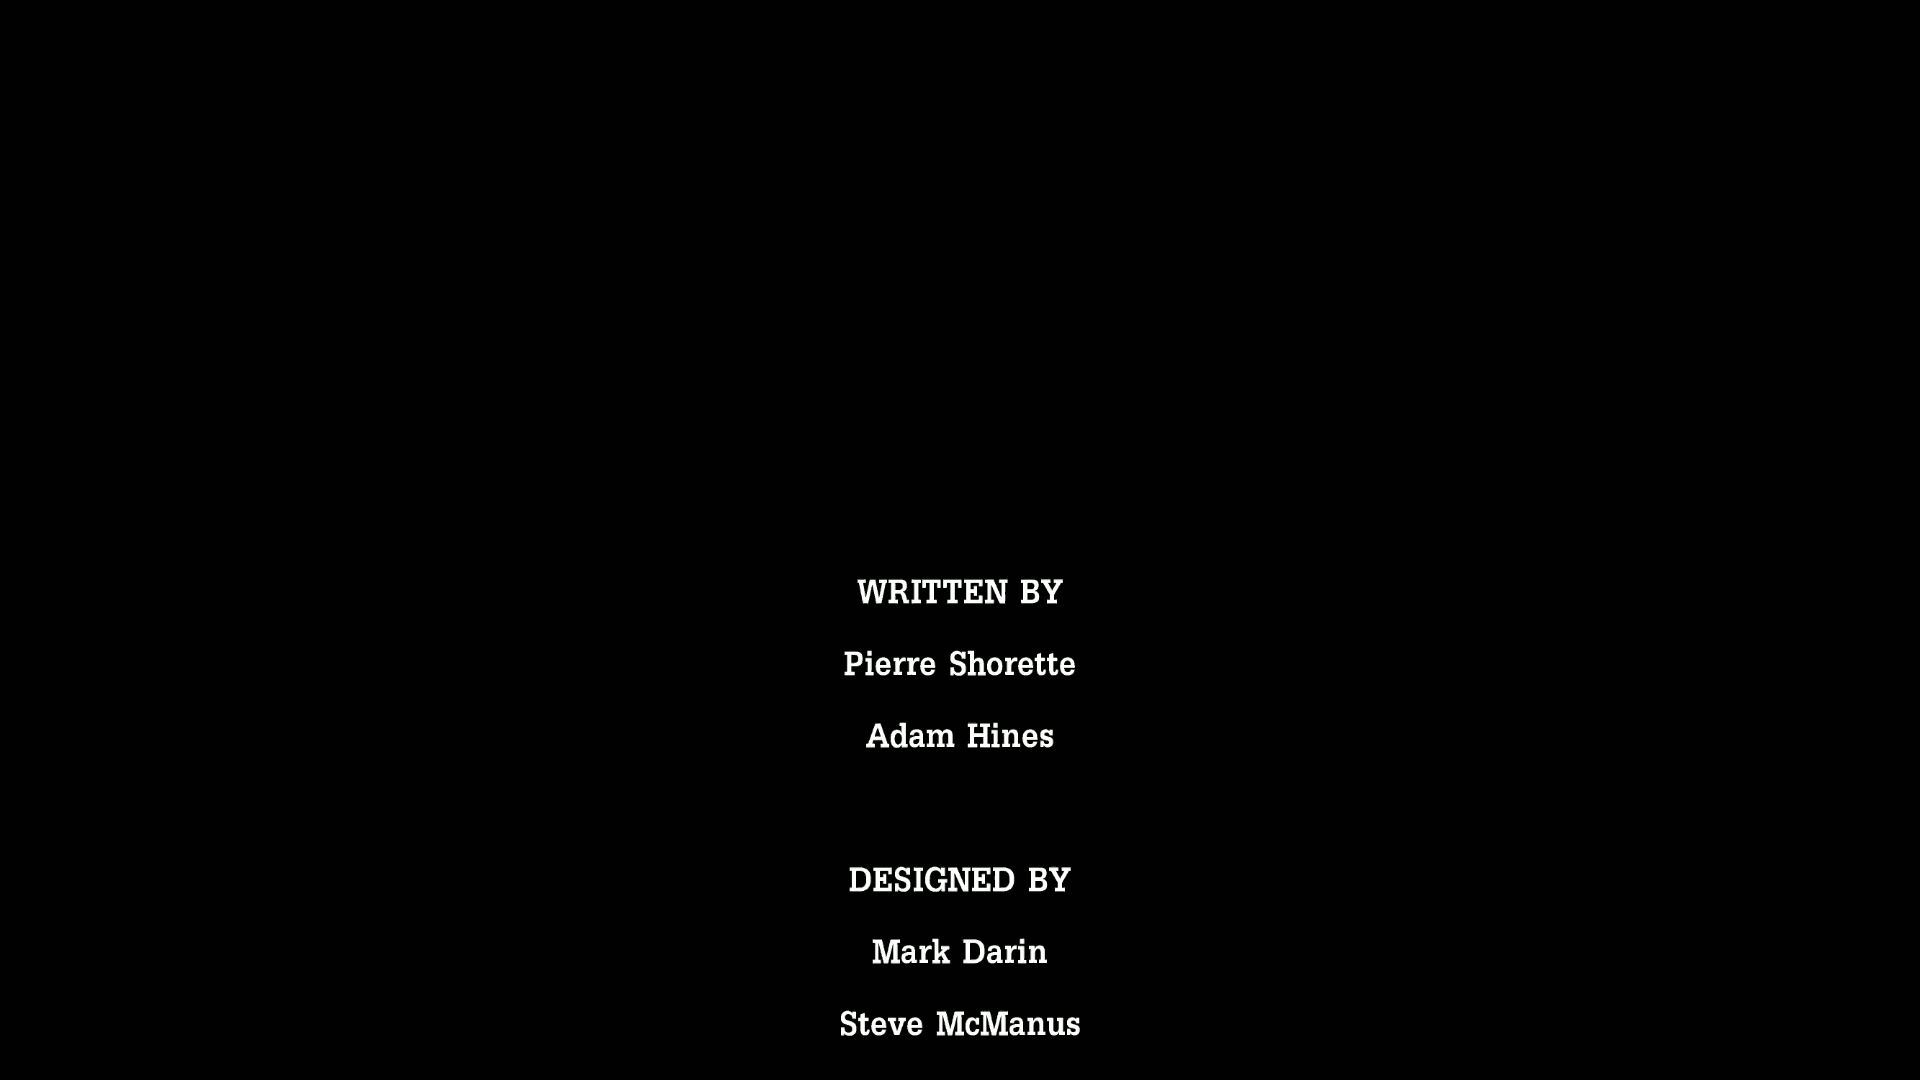 WRITTEN BY
Pierre Shorette
Adam Hines
DESIGNED BY
Mark Darin
Steve McManus